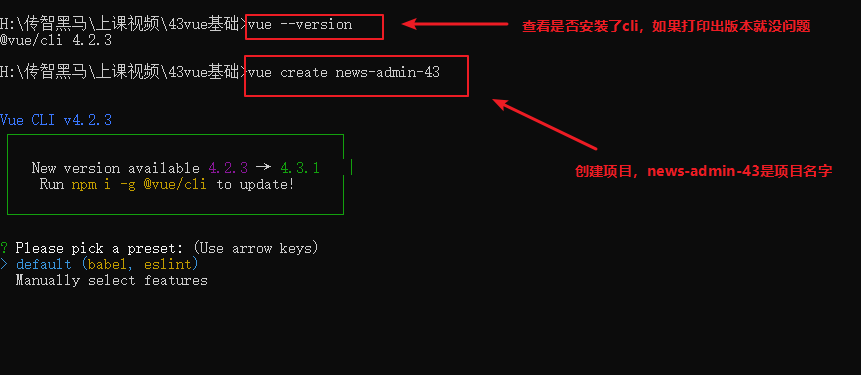 H:\传智黑马\上课视频\43vue基础>vue --version
查看是否安装了cli，如果打印出版本就没问题
@vue/cli 4.2.3
H:\传智黑马\上课视频\43vue基础>vue create news-admin-43
Vue CLI v4.2.3
New version available 4.2.3 → 4.3.1
Run npm i -g @vue/cli to update!
创建项目，news-admin-43是项目名字
? Please pick a preset: (Use arrow keys)
> default (babel, eslint)
Manually select features